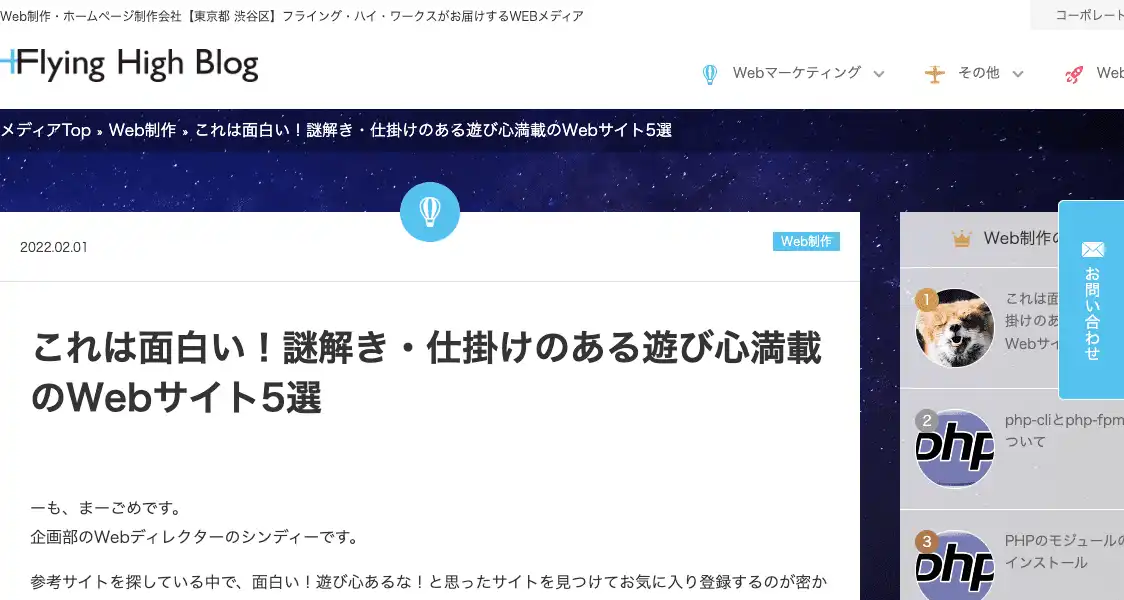 Web制作・ホームページ制作会社【東京都 渋谷区】フライング・ハイ・ワークスがお届けするWEBメディア
コーポレート
Flying High Blog
Webマーケティング
その他
Web
メディアTop » Web制作 » これは面白い！謎解き・仕掛けのある遊び心満載のWebサイト5選
2022.02.01
Web制作
これは面白い！謎解き・仕掛けのある遊び心満載
のWebサイト5選
ーも、まーごめです。
企画部のWebディレクターのシンディーです。
参考サイトを探している中で、面白い！遊び心あるな！と思ったサイトを見つけてお気に入り登録するのが密か
Web制作の
1
これは面
掛けのあ
Webサイ
2
php
php-cliとphp-fpm
ついて
3
php
PHPのモジュールの
インストール
お問い合わせ